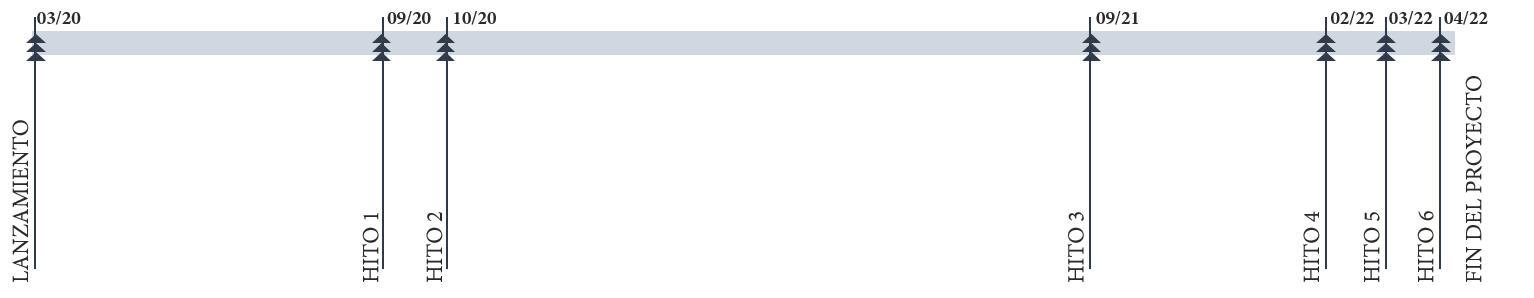 03/20
09/20
10/20
09/21
02/22
03/22
04/22
LANZAMIENTO
HITO 1
HITO 2
HITO 3
HITO 4
HITO 5
HITO 6
FIN DEL PROYECTO